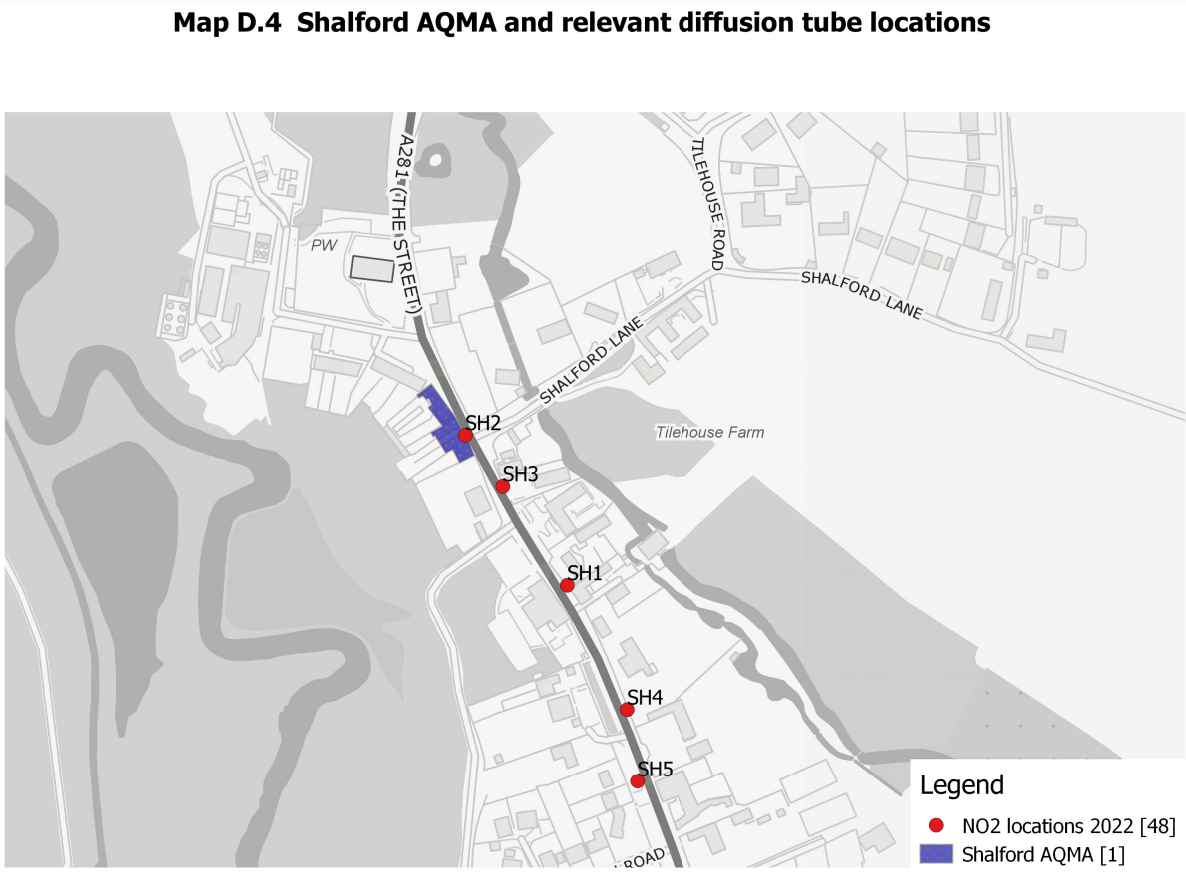 Map D.4 Shalford AQMA and relevant diffusion tube locations
A281 (THE STREET)
TILEHOUSE ROAD
PW
SHALFORD LANE
SHALFORD LANE
Tilehouse Farm
SH2
SH3
SH1
SH4
SH5
ROAD
Legend
NO2 locations 2022 [48]
Shalford AQMA [1]